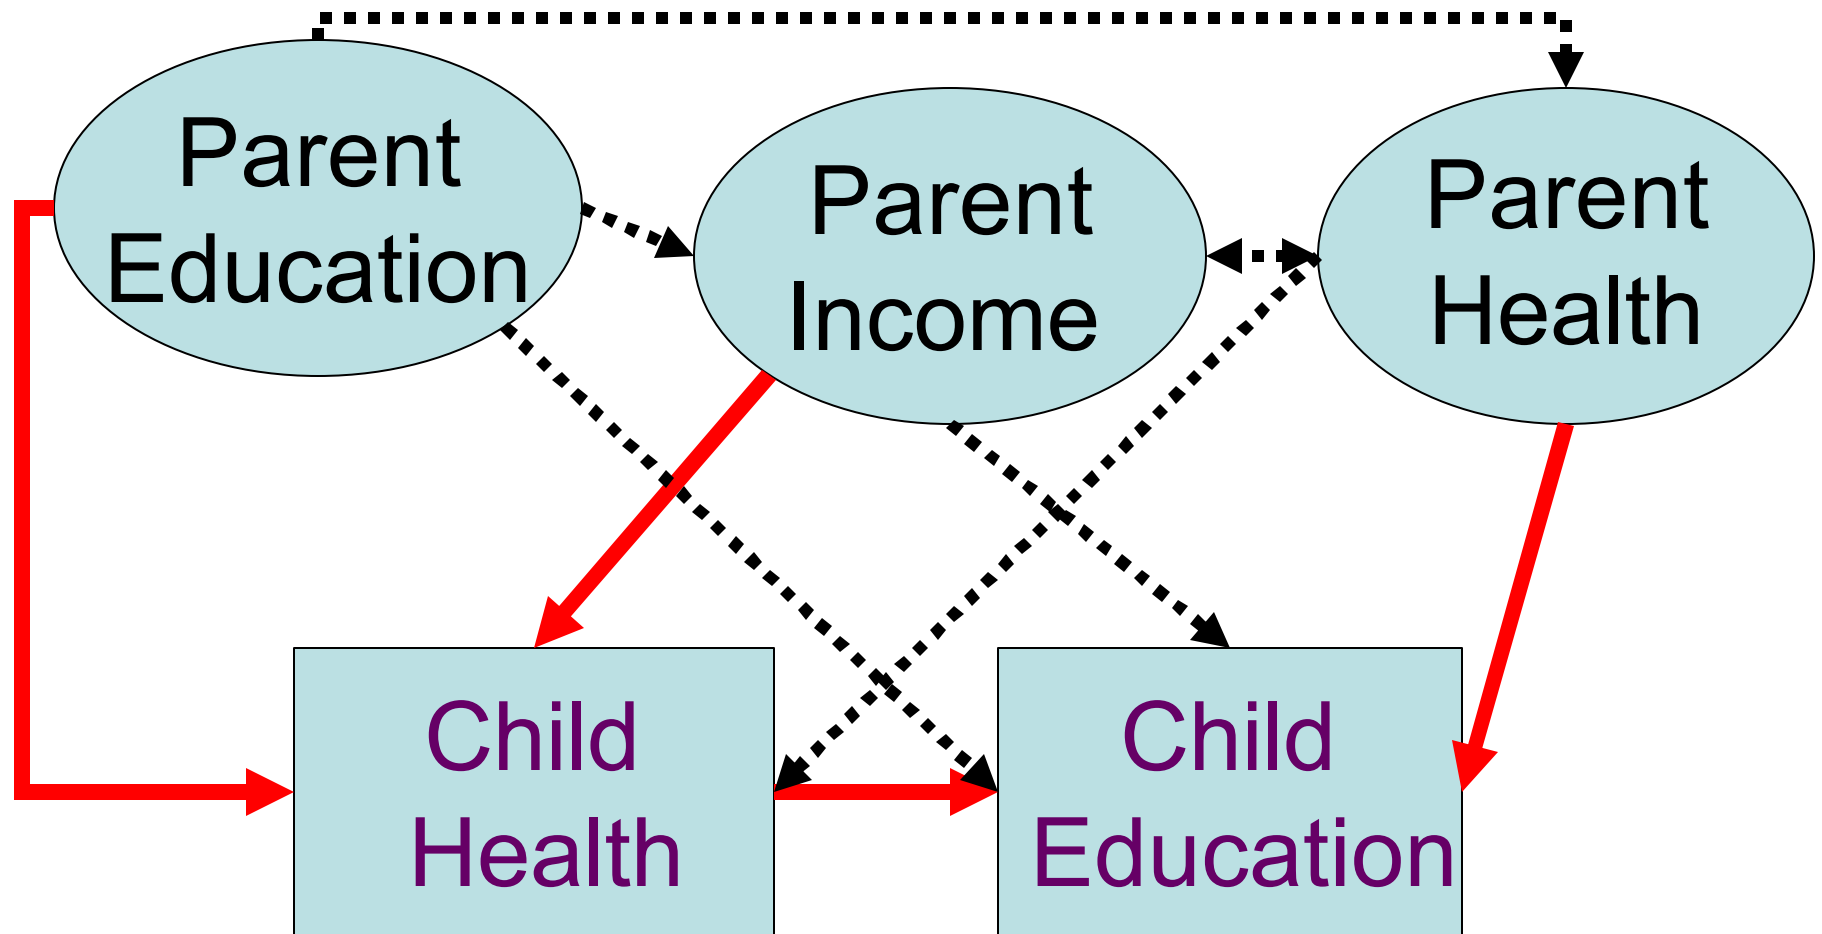 Parent
Education
Parent
Income
Parent
Health
Child
Health
Child
Education